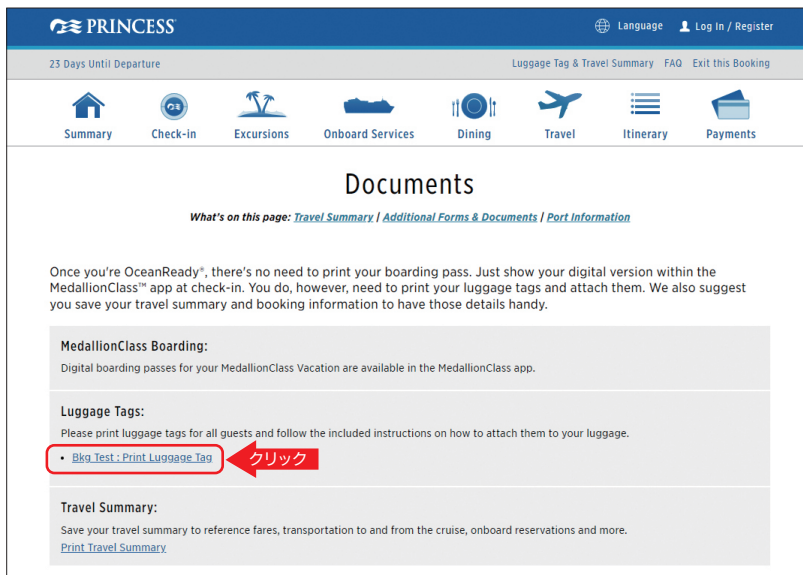 PRINCESS
Language Log In / Register
23 Days Until Departure Luggage Tag & Travel Summary FAQ Exit this Booking
Summary Check-in Excursions Onboard Services Dining Travel Itinerary Payments
Documents
What's on this page: Travel Summary | Additional Forms & Documents | Port Information
Once you're OceanReady®, there's no need to print your boarding pass. Just show your digital version within the
MedallionClass™ app at check-in. You do, however, need to print your luggage tags and attach them. We also suggest
you save your travel summary and booking information to have those details handy.
MedallionClass Boarding:
Digital boarding passes for your MedallionClass Vacation are available in the MedallionClass app.
Luggage Tags:
Please print luggage tags for all guests and follow the included instructions on how to attach them to your luggage.
• Bkg Test : Print Luggage Tag クリック
Travel Summary:
Save your travel summary to reference fares, transportation to and from the cruise, onboard reservations and more.
Print Travel Summary